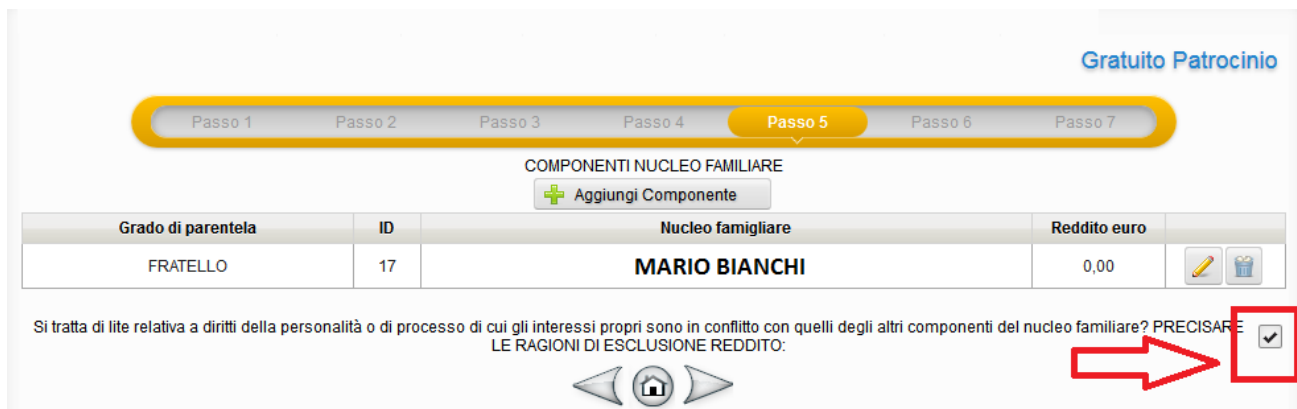 Gratuito Patrocinio
Passo 1 Passo 2 Passo 3 Passo 4 Passo 5 Passo 6 Passo 7
COMPONENTI NUCLEO FAMILIARE
Aggiungi Componente
Grado di parentela ID Nucleo famigliare Reddito euro
FRATELLO 17 MARIO BIANCHI 0,00
Si tratta di lite relativa a diritti della personalità o di processo di cui gli interessi propri sono in conflitto con quelli degli altri componenti del nucleo familiare? PRECISARE
LE RAGIONI DI ESCLUSIONE REDDITO: